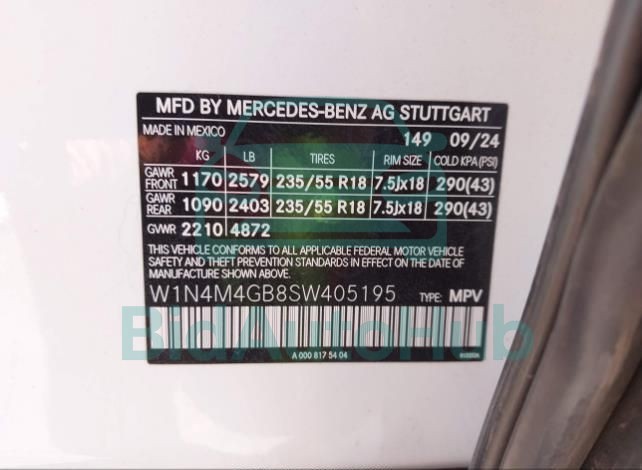 MFD BY MERCEDES-BENZ AG STUTTGART
MADE IN MEXICO 149 09/24
KG LB TIRES RIM SIZE COLD KPA(PSI)
GAWR FRONT 1170 2579 235/55 R18 7.5Jx18 290(43)
GAWR REAR 1090 2403 235/55 R18 7.5Jx18 290(43)
GVWR 2210 4872
THIS VEHICLE CONFORMS TO ALL APPLICABLE FEDERAL MOTOR VEHICLE
SAFETY AND THEFT PREVENTION STANDARDS IN EFFECT ON THE DATE OF
MANUFACTURE SHOWN ABOVE.
W1N4M4GB8SW405195 TYPE: MPV
BidAutoHub
A 000 817 54 04